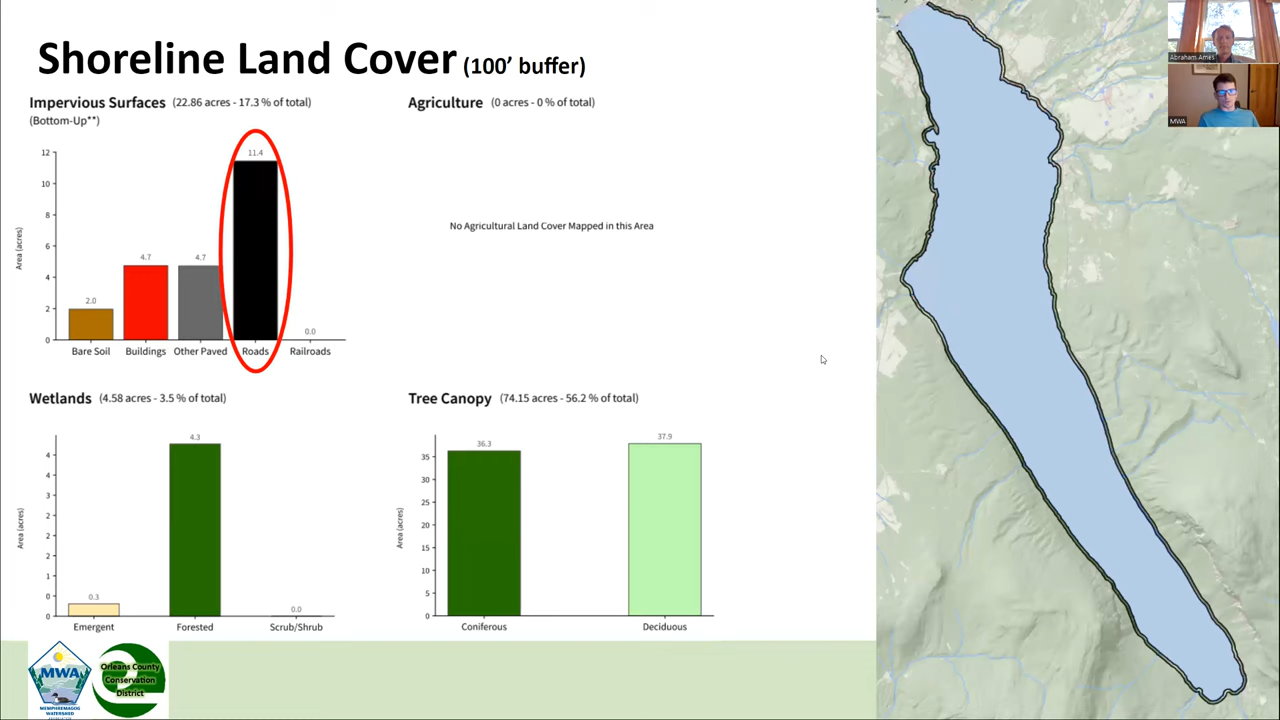 Shoreline Land Cover (100’ buffer)
Impervious Surfaces (22.86 acres - 17.3 % of total)
(Bottom-Up**)
12
10
8
6
4
2
0
Area (acres)
2.0
4.7
4.7
11.4
0.0
Bare Soil
Buildings
Other Paved
Roads
Railroads
Agriculture (0 acres - 0 % of total)
No Agricultural Land Cover Mapped in this Area
Wetlands (4.58 acres - 3.5 % of total)
4
4
3
2
2
2
1
0
0
Area (acres)
0.3
4.3
0.0
Emergent
Forested
Scrub/Shrub
Tree Canopy (74.15 acres - 56.2 % of total)
35
30
25
20
15
10
5
0
Area (acres)
36.3
37.9
Coniferous
Deciduous
MWA
MEMPHREMAGOG
WATERSHED
Orleans County
Conservation
District
Abraham Ames
MWA